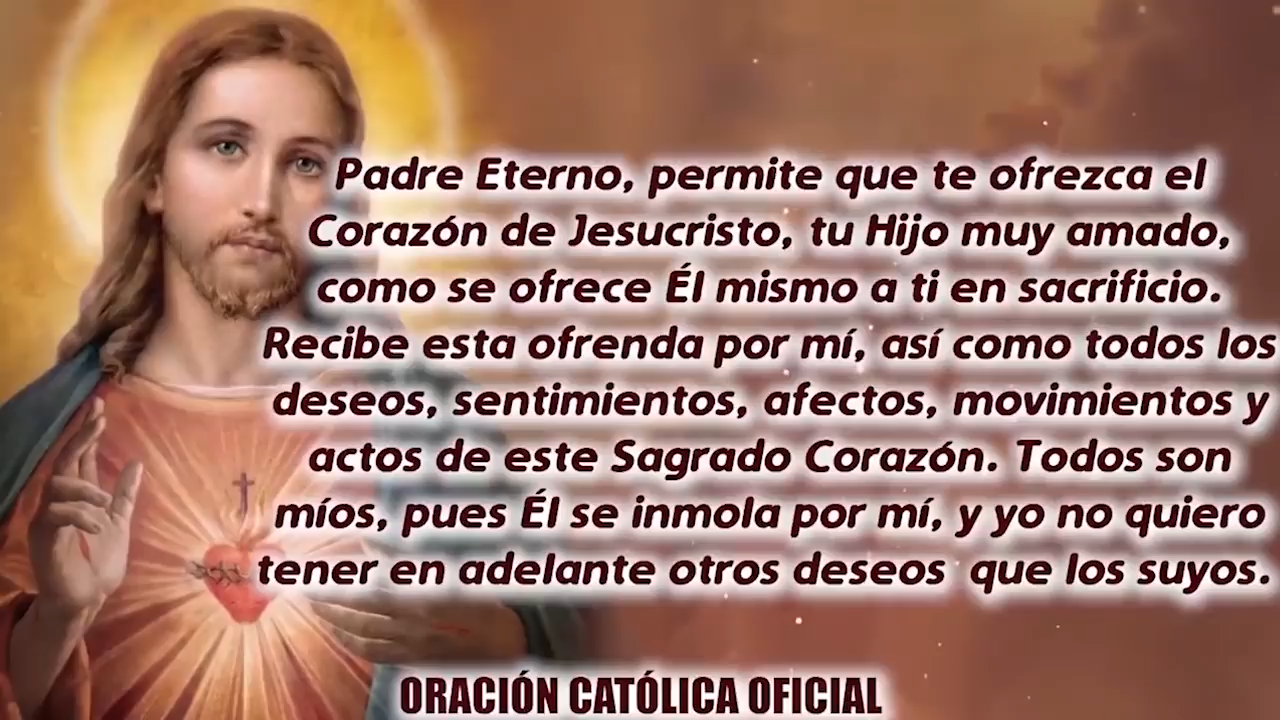 Padre Eterno, permite que te ofrezca el
Corazón de Jesucristo, tu Hijo muy amado,
como se ofrece Él mismo a ti en sacrificio.
Recibe esta ofrenda por mí, así como todos los
deseos, sentimientos, afectos, movimientos y
actos de este Sagrado Corazón. Todos son
míos, pues Él se inmola por mí, y yo no quiero
tener en adelante otros deseos que los suyos.
ORACIÓN CATÓLICA OFICIAL